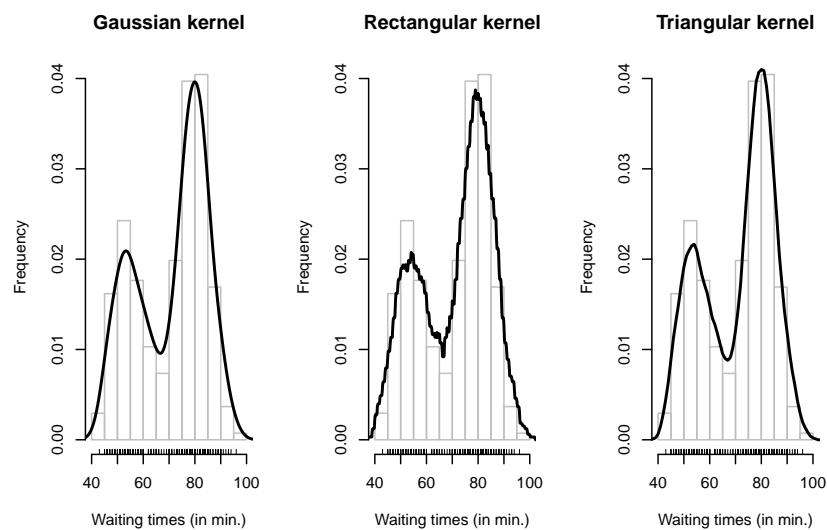 Gaussian kernel
Frequency
0.00 0.01 0.02 0.03 0.04
40 60 80 100
Waiting times (in min.)
Rectangular kernel
Frequency
0.00 0.01 0.02 0.03 0.04
40 60 80 100
Waiting times (in min.)
Triangular kernel
Frequency
0.00 0.01 0.02 0.03 0.04
40 60 80 100
Waiting times (in min.)